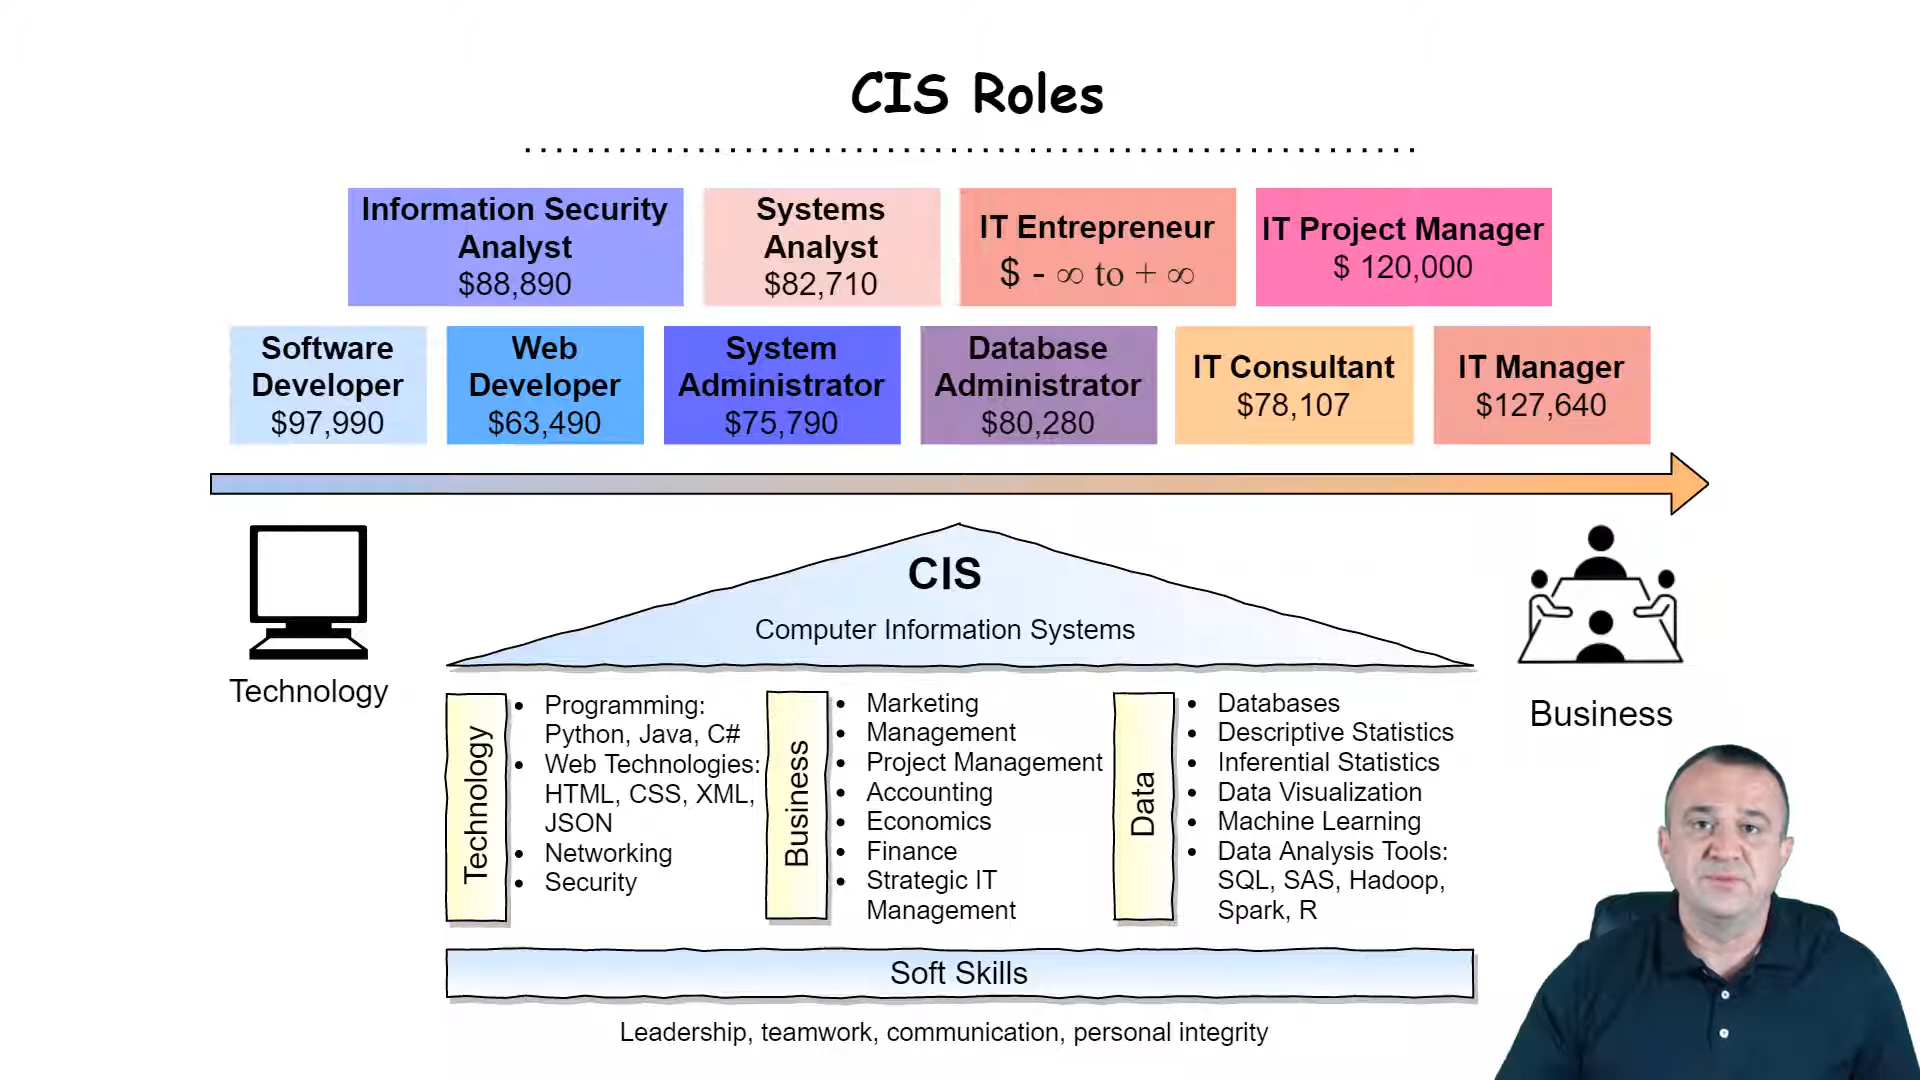 CIS Roles
Information Security
Analyst
$88,890
Systems
Analyst
$82,710
IT Entrepreneur
$ - ∞ to + ∞
IT Project Manager
$ 120,000
Software
Developer
$97,990
Web
Developer
$63,490
System
Administrator
$75,790
Database
Administrator
$80,280
IT Consultant
$78,107
IT Manager
$127,640
Technology
CIS
Computer Information Systems
Business
Technology
• Programming:
Python, Java, C#
• Web Technologies:
HTML, CSS, XML,
JSON
• Networking
• Security
Business
• Marketing
• Management
• Project Management
• Accounting
• Economics
• Finance
• Strategic IT
Management
Data
• Databases
• Descriptive Statistics
• Inferential Statistics
• Data Visualization
• Machine Learning
• Data Analysis Tools:
SQL, SAS, Hadoop,
Spark, R
Soft Skills
Leadership, teamwork, communication, personal integrity